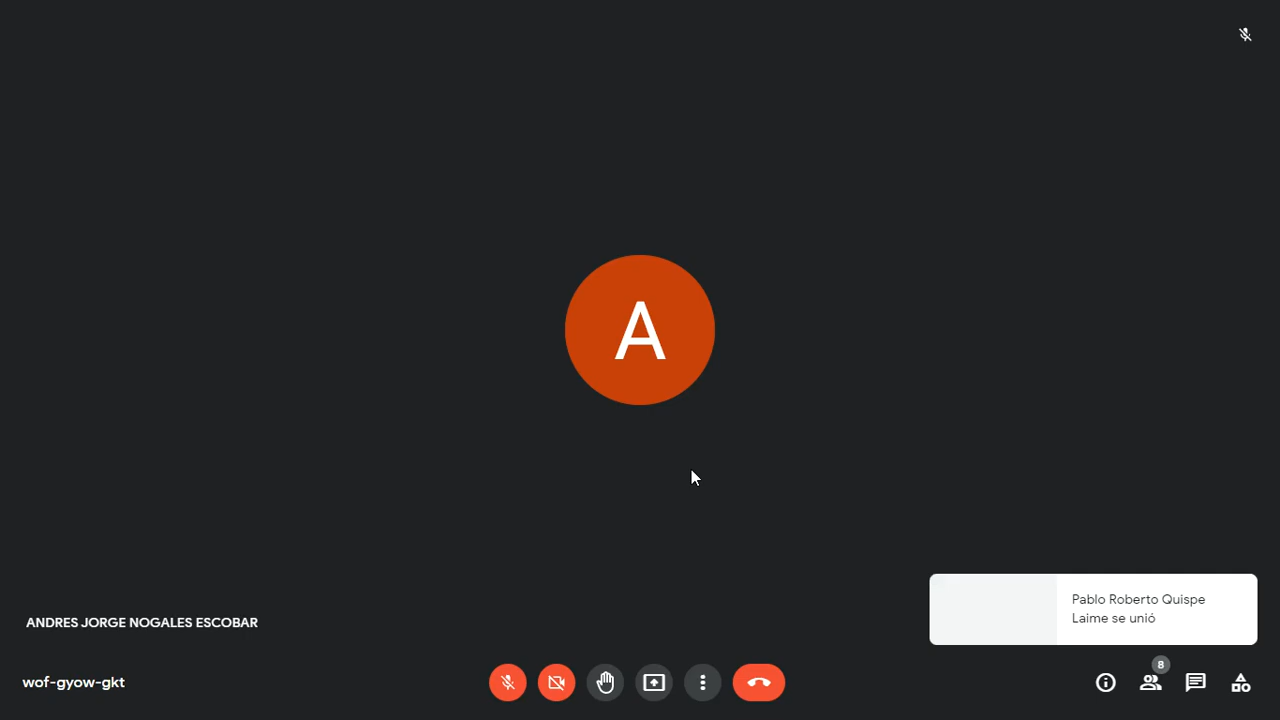 A
Pablo Roberto Quispe
Laime se unió
ANDRES JORGE NOGALES ESCOBAR
wof-gyow-gkt
8